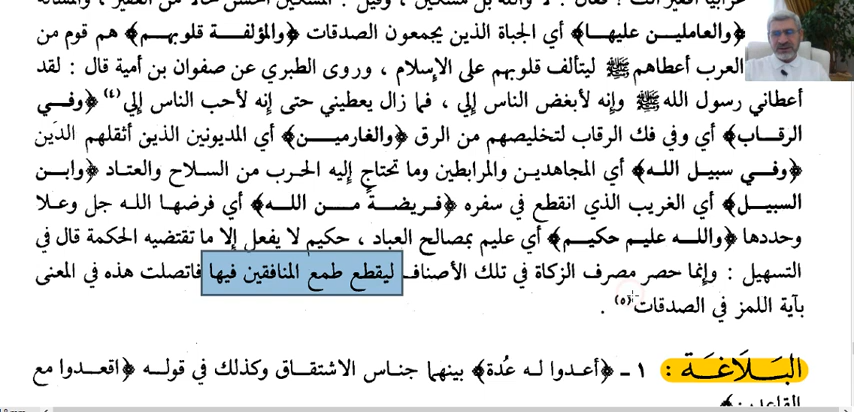 أي الجباة الذين يجمعون الصدقات ﴿والمؤلفة قلوبهم﴾ هم قوم من ﴿والعاملين عليها﴾
العرب أعطاهم ﷺ ليتألف قلوبهم على الإسلام ، وروى الطبري عن صفوان بن أمية قال : لقد
أعطاني رسول الله ﷺ وإنه لأبغض الناس إلي ، فما زال يعطيني حتى إنه لأحب الناس إلي (٤) ﴿وفي
الرقاب﴾ أي وفي فك الرقاب لتخليصهم من الرق ﴿والغارمين﴾ أي المديونين الذين أثقلهم الدَين
﴿وفي سبيل الله﴾ أي المجاهدين والمرابطين وما تحتاج إليه الحرب من السلاح والعتاد ﴿وابن
السبيل﴾ أي الغريب الذي انقطع في سفره ﴿فريضةً من الله﴾ أي فرضها الله جل وعلا
وحددها ﴿والله عليم حكيم﴾ أي عليم بمصالح العباد ، حكيم لا يفعل إلا ما تقتضيه الحكمة قال في
التسهيل : وإنما حصر مصرف الزكاة في تلك الأصناف ليقطع طمع المنافقين فيها فاتصلت هذه في المعنى
بآية اللمز في الصدقات (٥) .
البَلاَغَة : ١ - ﴿أعدوا له عُدة﴾ بينهما جناس الاشتقاق وكذلك في قوله ﴿اقعدوا مع
القاعدين﴾